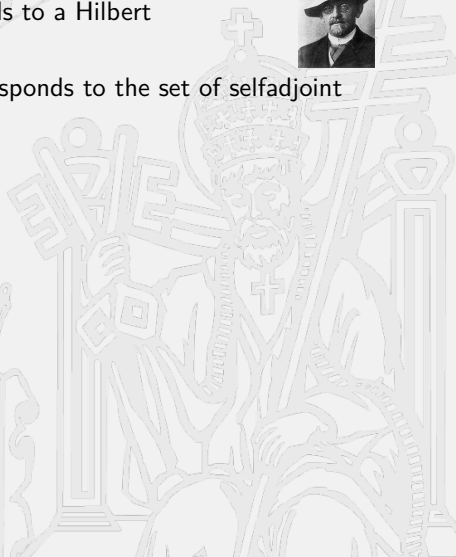 ls to a Hilbert
sponds to the set of selfadjoint